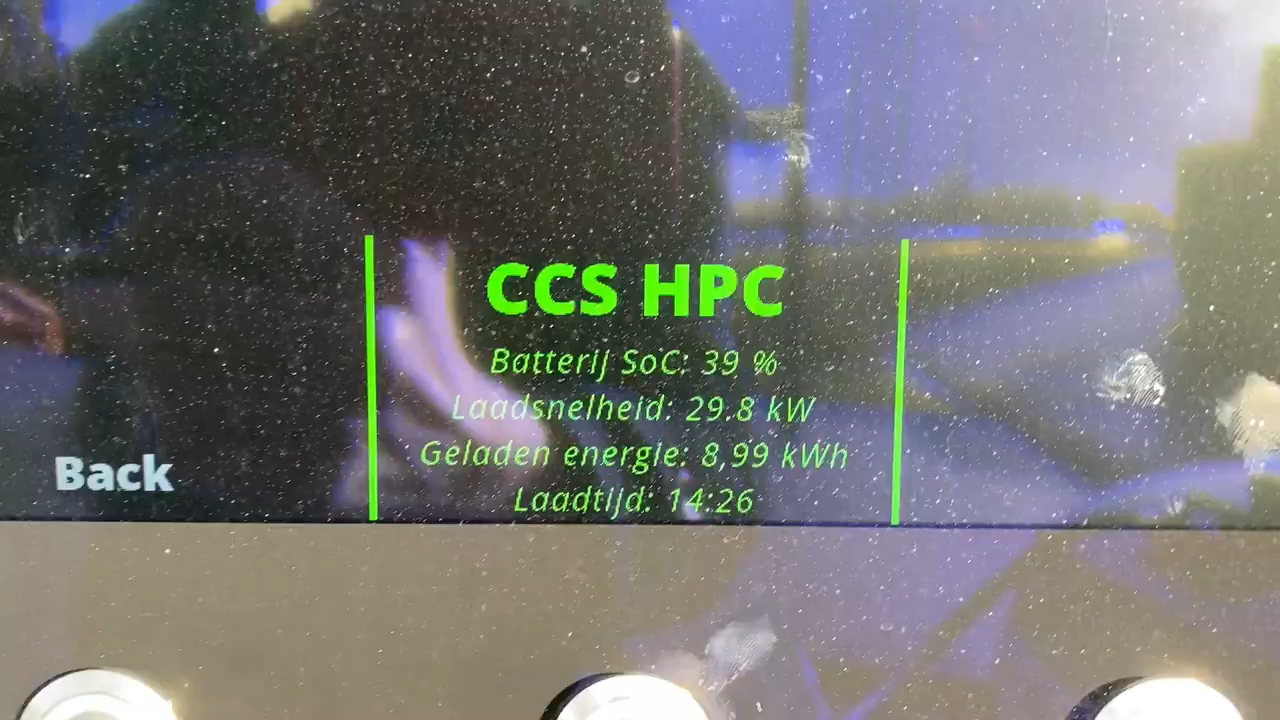 CCS HPC
Batterij SoC: 39 %
Laadsnelheid: 29.8 kW
Geladen energie: 8,99 kWh
Back
Laadtijd: 14:26